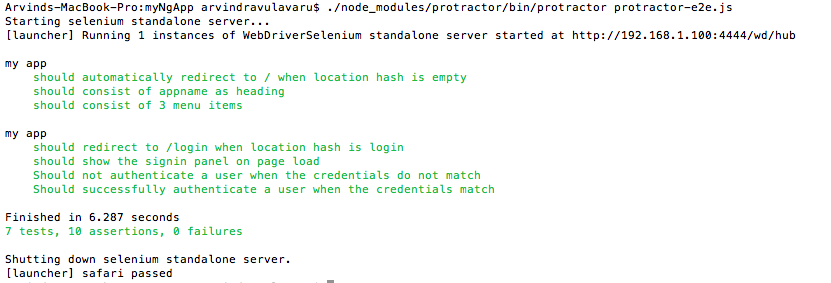 Arvinds-MacBook-Pro:myNgApp arvindravulavaru$ ./node_modules/protractor/bin/protractor protractor-e2e.js
Starting selenium standalone server...
[launcher] Running 1 instances of WebDriverSelenium standalone server started at http://192.168.1.100:4444/wd/hub
my app
should automatically redirect to / when location hash is empty
should consist of appname as heading
should consist of 3 menu items
my app
should redirect to /login when location hash is login
should show the signin panel on page load
Should not authenticate a user when the credentials do not match
Should successfully authenticate a user when the credentials match
Finished in 6.287 seconds
7 tests, 10 assertions, 0 failures
Shutting down selenium standalone server.
[launcher] safari passed